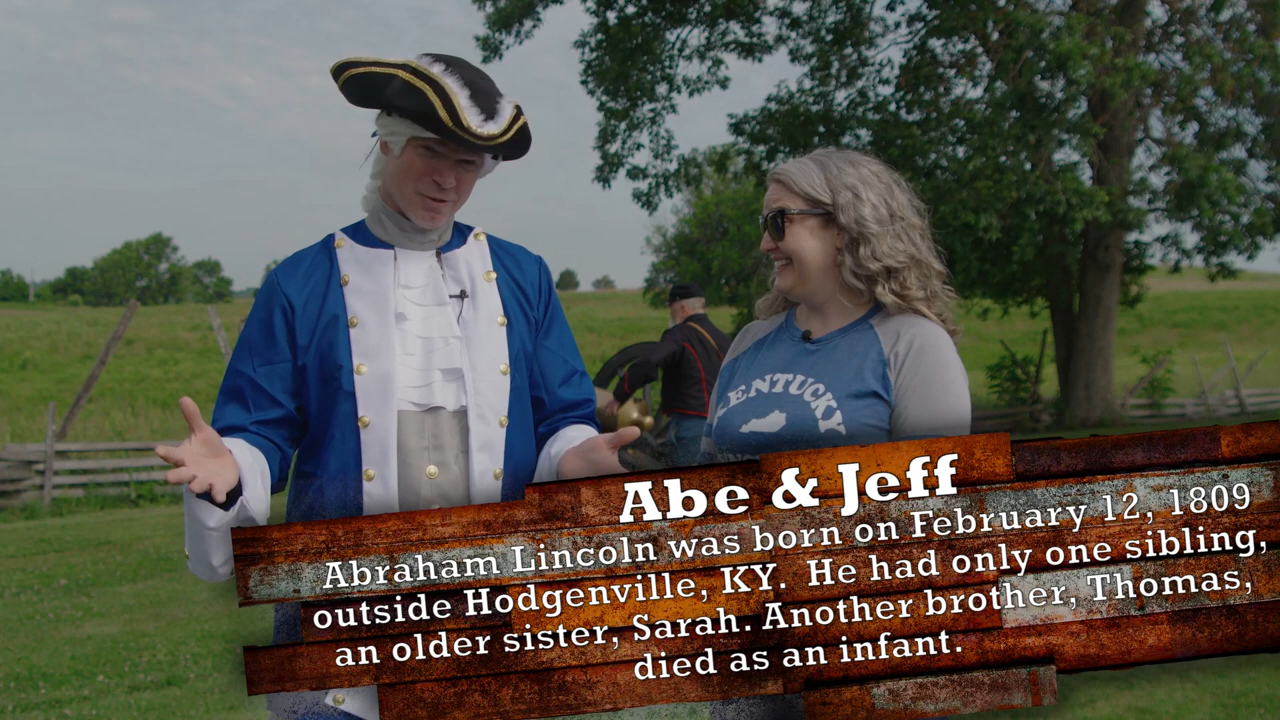 KENTUCKY
Abe & Jeff
Abraham Lincoln was born on February 12, 1809
outside Hodgenville, KY.  He had only one sibling,
an older sister, Sarah. Another brother, Thomas,
died as an infant.